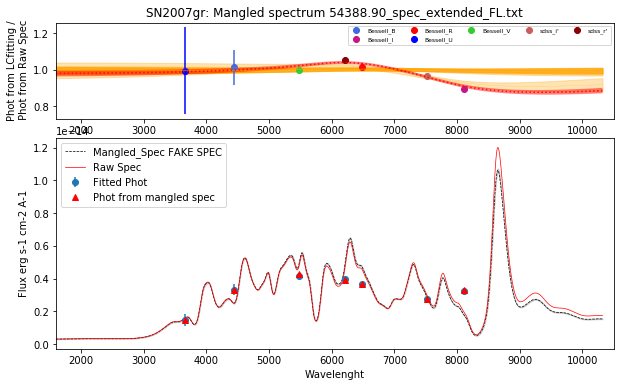 SN2007gr: Mangled spectrum 54388.90_spec_extended_FL.txt
Phot from LCfitting /
Phot from Raw Spec
1.2
1.0
0.8
Bessell_B
Bessell_I
Bessell_R
Bessell_U
Bessell_V
sdss_i'
sdss_r'
2000 3000 4000 5000 6000 7000 8000 9000 10000
1e−14
Flux erg s-1 cm-2 A-1
1.2
1.0
0.8
0.6
0.4
0.2
0.0
Mangled_Spec FAKE SPEC
Raw Spec
Fitted Phot
Phot from mangled spec
2000 3000 4000 5000 6000 7000 8000 9000 10000
Wavelenght